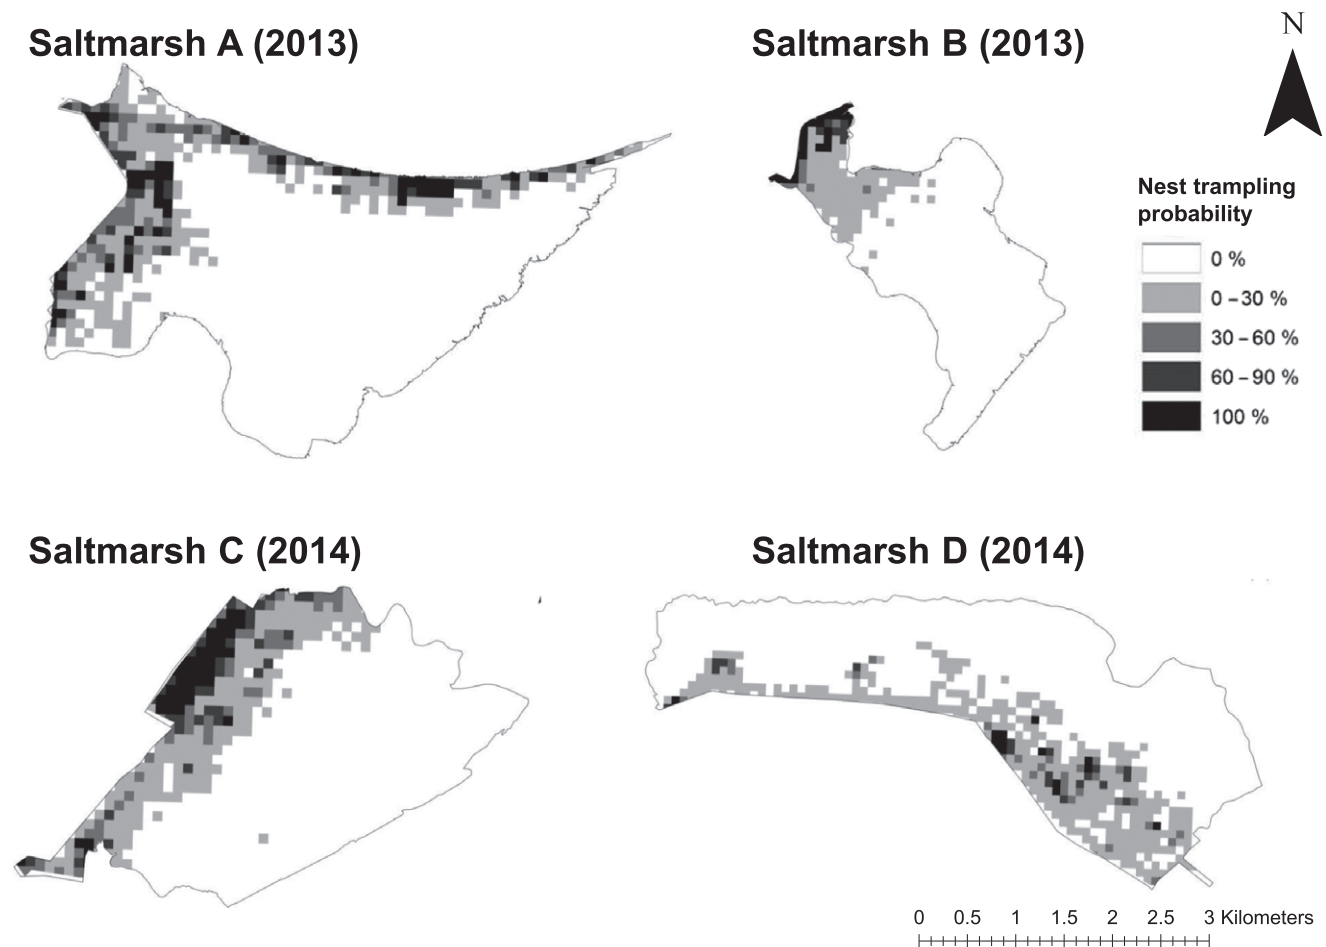 Saltmarsh A (2013)
Saltmarsh B (2013)
N
Nest trampling
probability
0 %
0 – 30 %
30 – 60 %
60 – 90 %
100 %
Saltmarsh C (2014)
Saltmarsh D (2014)
0 0.5 1 1.5 2 2.5 3 Kilometers